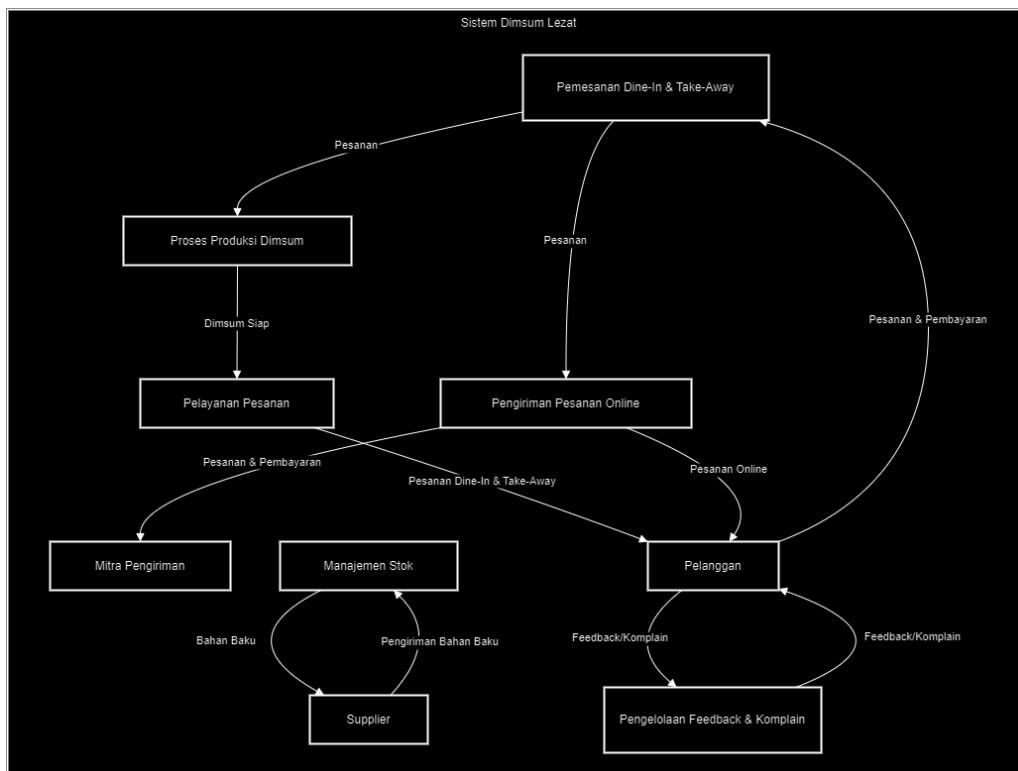 Sistem Dimsum Lezat
Pemesanan Dine-In & Take-Away
Pesanan
Proses Produksi Dimsum
Pesanan
Pesanan & Pembayaran
Dimsum Siap
Pelayanan Pesanan
Pengiriman Pesanan Online
Pesanan & Pembayaran
Pesanan Dine-In & Take-Away
Pesanan Online
Mitra Pengiriman
Manajemen Stok
Pelanggan
Bahan Baku
Pengiriman Bahan Baku
Feedback/Komplain
Feedback/Komplain
Supplier
Pengelolaan Feedback & Komplain